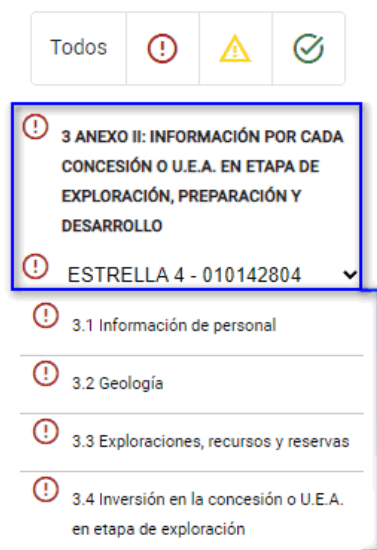 Todos
3 ANEXO II: INFORMACIÓN POR CADA
CONCESIÓN O U.E.A. EN ETAPA DE
EXPLORACIÓN, PREPARACIÓN Y
DESARROLLO
ESTRELLA 4 - 010142804
3.1 Información de personal
3.2 Geología
3.3 Exploraciones, recursos y reservas
3.4 Inversión en la concesión o U.E.A.
en etapa de exploración